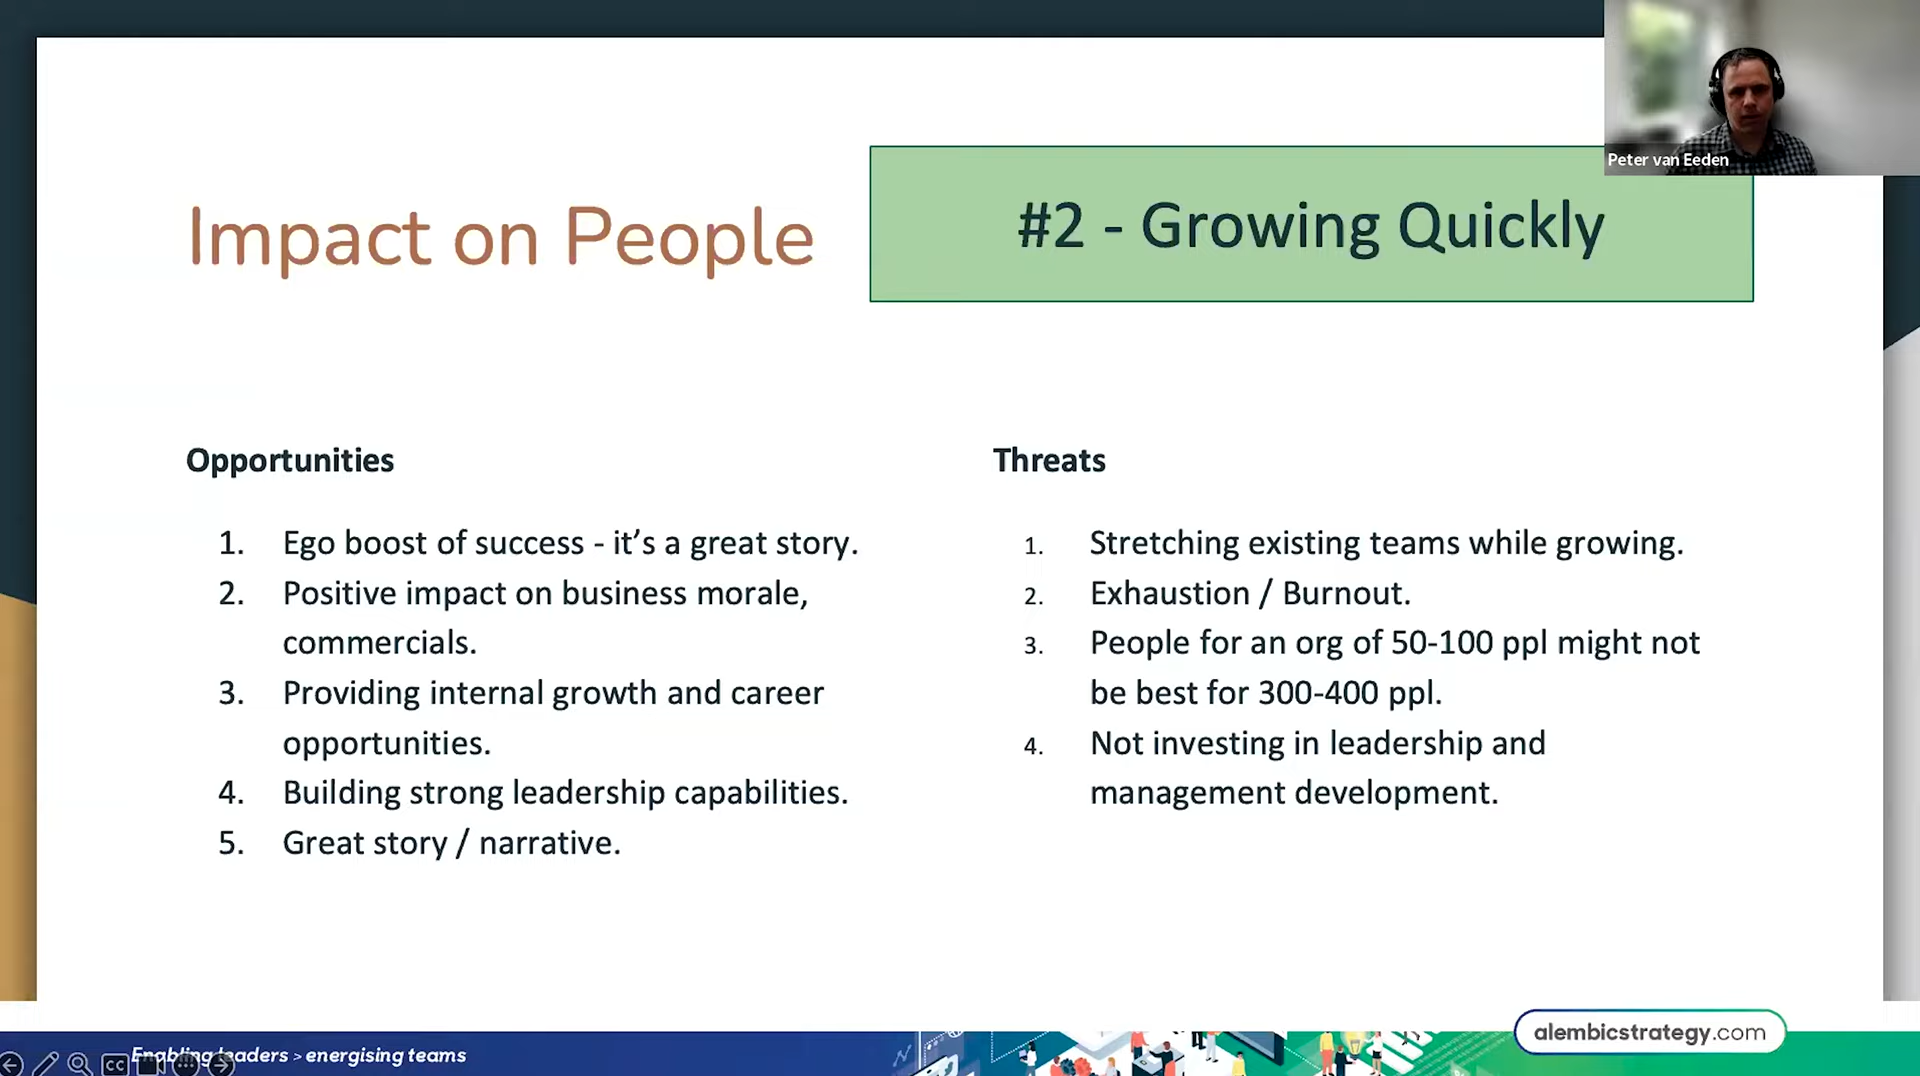 Peter van Eeden
Impact on People
#2 - Growing Quickly
Opportunities
1. Ego boost of success - it’s a great story.
2. Positive impact on business morale,
commercials.
3. Providing internal growth and career
opportunities.
4. Building strong leadership capabilities.
5. Great story / narrative.
Threats
1. Stretching existing teams while growing.
2. Exhaustion / Burnout.
3. People for an org of 50-100 ppl might not
be best for 300-400 ppl.
4. Not investing in leadership and
management development.
alembicstrategy.com
Enabling leaders > energising teams
CC